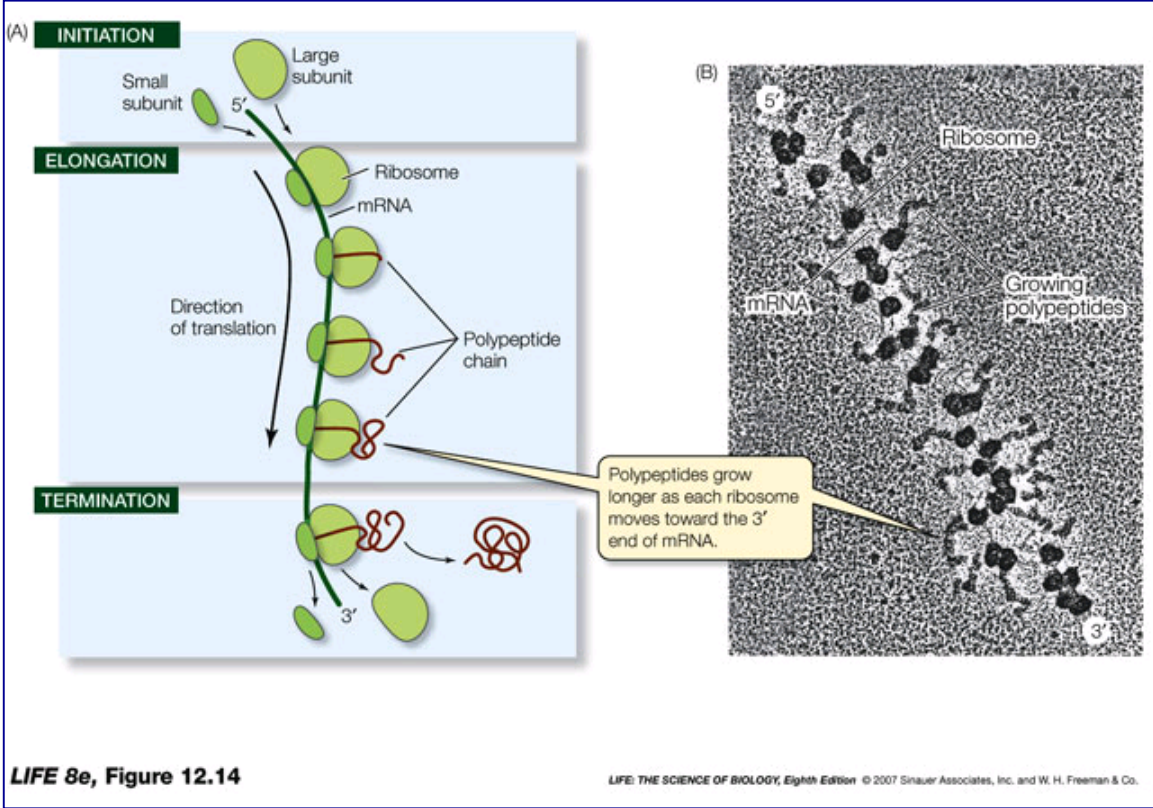 (A)
INITIATION
Large
subunit
Small
subunit
5′
ELONGATION
Ribosome
mRNA
Direction
of translation
Polypeptide
chain
TERMINATION
3′
Polypeptides grow
longer as each ribosome
moves toward the 3′
end of mRNA.
(B)
5′
Ribosome
mRNA
Growing
polypeptides
3′
LIFE 8e, Figure 12.14
LIFE: THE SCIENCE OF BIOLOGY, Eighth Edition © 2007 Sinauer Associates, Inc. and W. H. Freeman & Co.